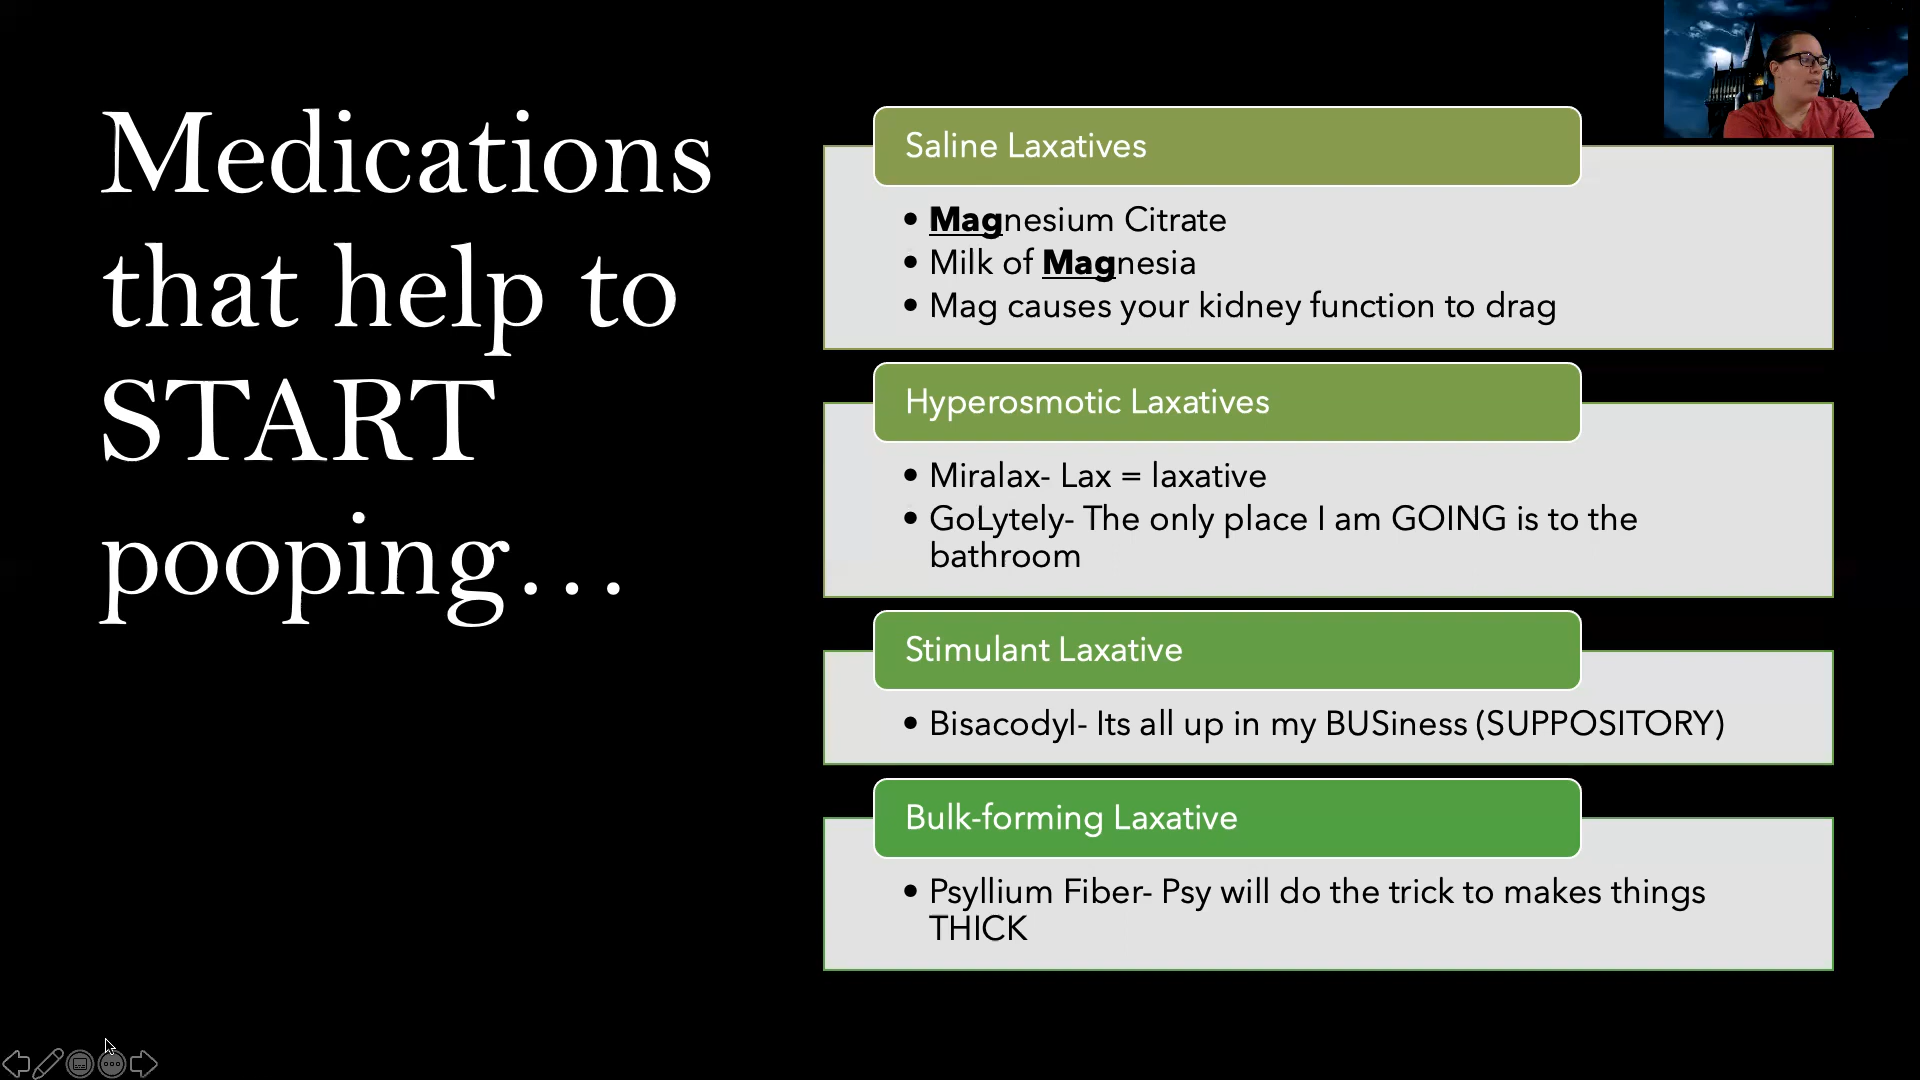 Medications
that help to
START
pooping…
Saline Laxatives
• Magnesium Citrate
• Milk of Magnesia
• Mag causes your kidney function to drag
Hyperosmotic Laxatives
• Miralax- Lax = laxative
• GoLytely- The only place I am GOING is to the
bathroom
Stimulant Laxative
• Bisacodyl- Its all up in my BUSiness (SUPPOSITORY)
Bulk-forming Laxative
• Psyllium Fiber- Psy will do the trick to makes things
THICK